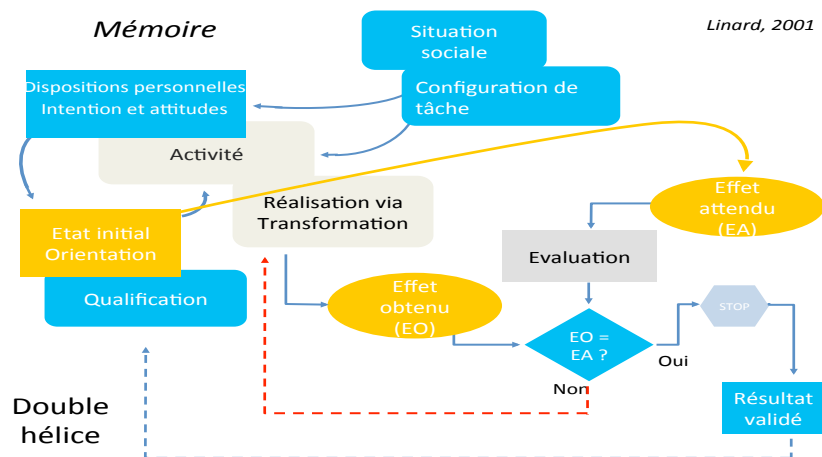 Mémoire
Situation
sociale
Linard, 2001
Dispositions personnelles
Intention et attitudes
Configuration de
tâche
Activité
Réalisation via
Transformation
Effet
attendu
(EA)
Etat initial
Orientation
Evaluation
Qualification
Effet
obtenu
(EO)
STOP
EO =
EA ?
Oui
Non
Double
hélice
Résultat
validé